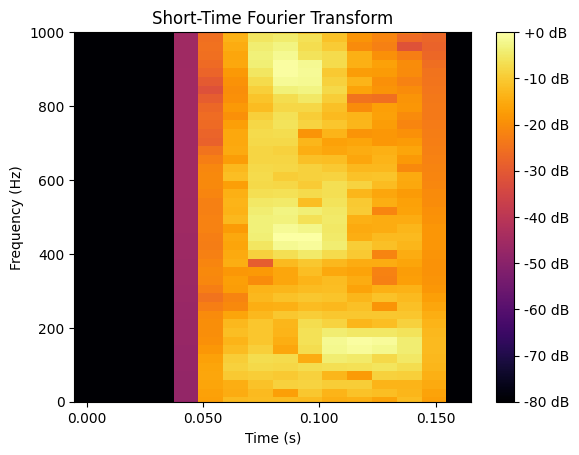 Short-Time Fourier Transform
Frequency (Hz)
1000
800
600
400
200
0
0.000
0.050
0.100
0.150
Time (s)
+0 dB
-10 dB
-20 dB
-30 dB
-40 dB
-50 dB
-60 dB
-70 dB
-80 dB